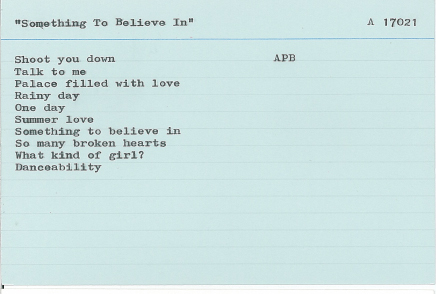 "Something To Believe In" A 17021
Shoot you down APB
Talk to me
Palace filled with love
Rainy day
One day
Summer love
Something to believe in
So many broken hearts
What kind of girl?
Danceability